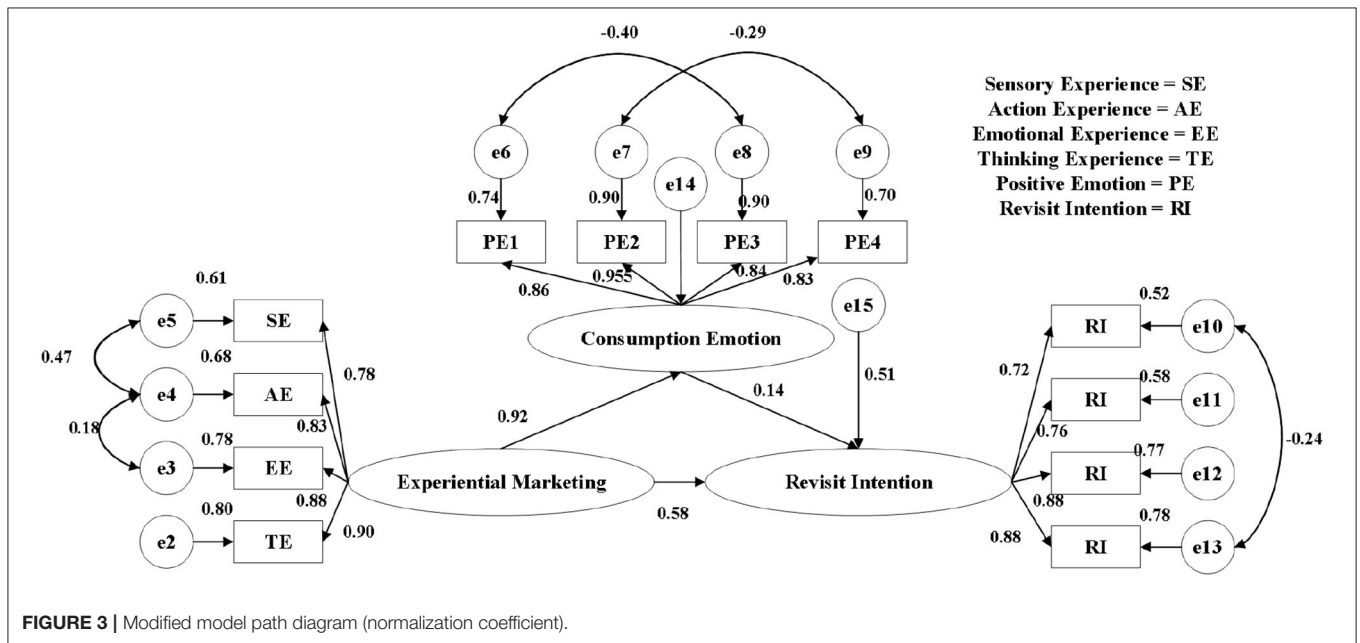 -0.40
-0.29
Sensory Experience = SE
Action Experience = AE
Emotional Experience = EE
Thinking Experience = TE
Positive Emotion = PE
Revisit Intention = RI
e6
e7
e8
e9
e14
0.74
0.90
0.90
0.70
PE1
PE2
PE3
PE4
0.86
0.955
0.84
0.83
e15
Consumption Emotion
0.61
e5
SE
0.47
0.68
0.78
e4
AE
0.83
0.18
0.78
e3
EE
0.88
0.80
e2
TE
0.90
0.92
0.14
0.51
Experiential Marketing
0.58
Revisit Intention
0.52
RI
e10
0.72
0.58
RI
e11
0.76
-0.24
0.77
RI
e12
0.88
0.78
0.88
RI
e13
FIGURE 3 | Modified model path diagram (normalization coefficient).